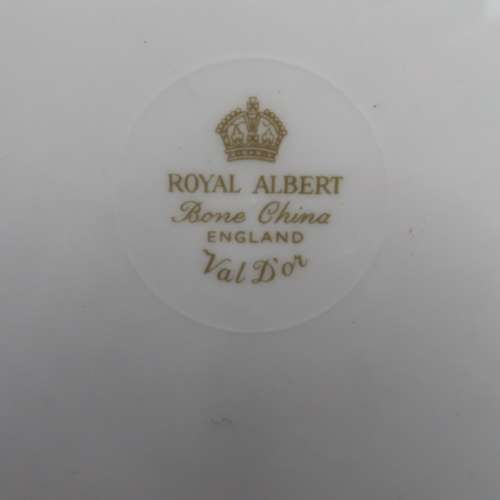 ROYAL ALBERT
Bone China
ENGLAND
Val D'or